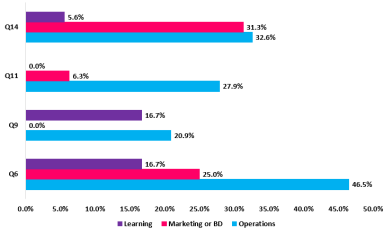 Q14
5.6%
31.3%
32.6%
Q11
0.0%
6.3%
27.9%
Q9
16.7%
0.0%
20.9%
Q6
16.7%
25.0%
46.5%
0.0% 5.0% 10.0% 15.0% 20.0% 25.0% 30.0% 35.0% 40.0% 45.0% 50.0%
Learning Marketing or BD Operations